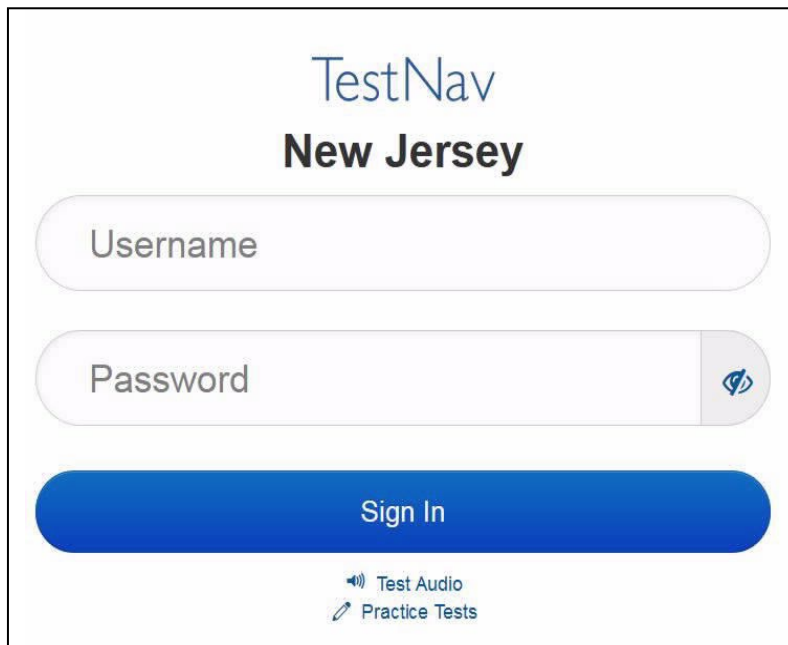 TestNav
New Jersey
Username
Password
Sign In
Test Audio
Practice Tests